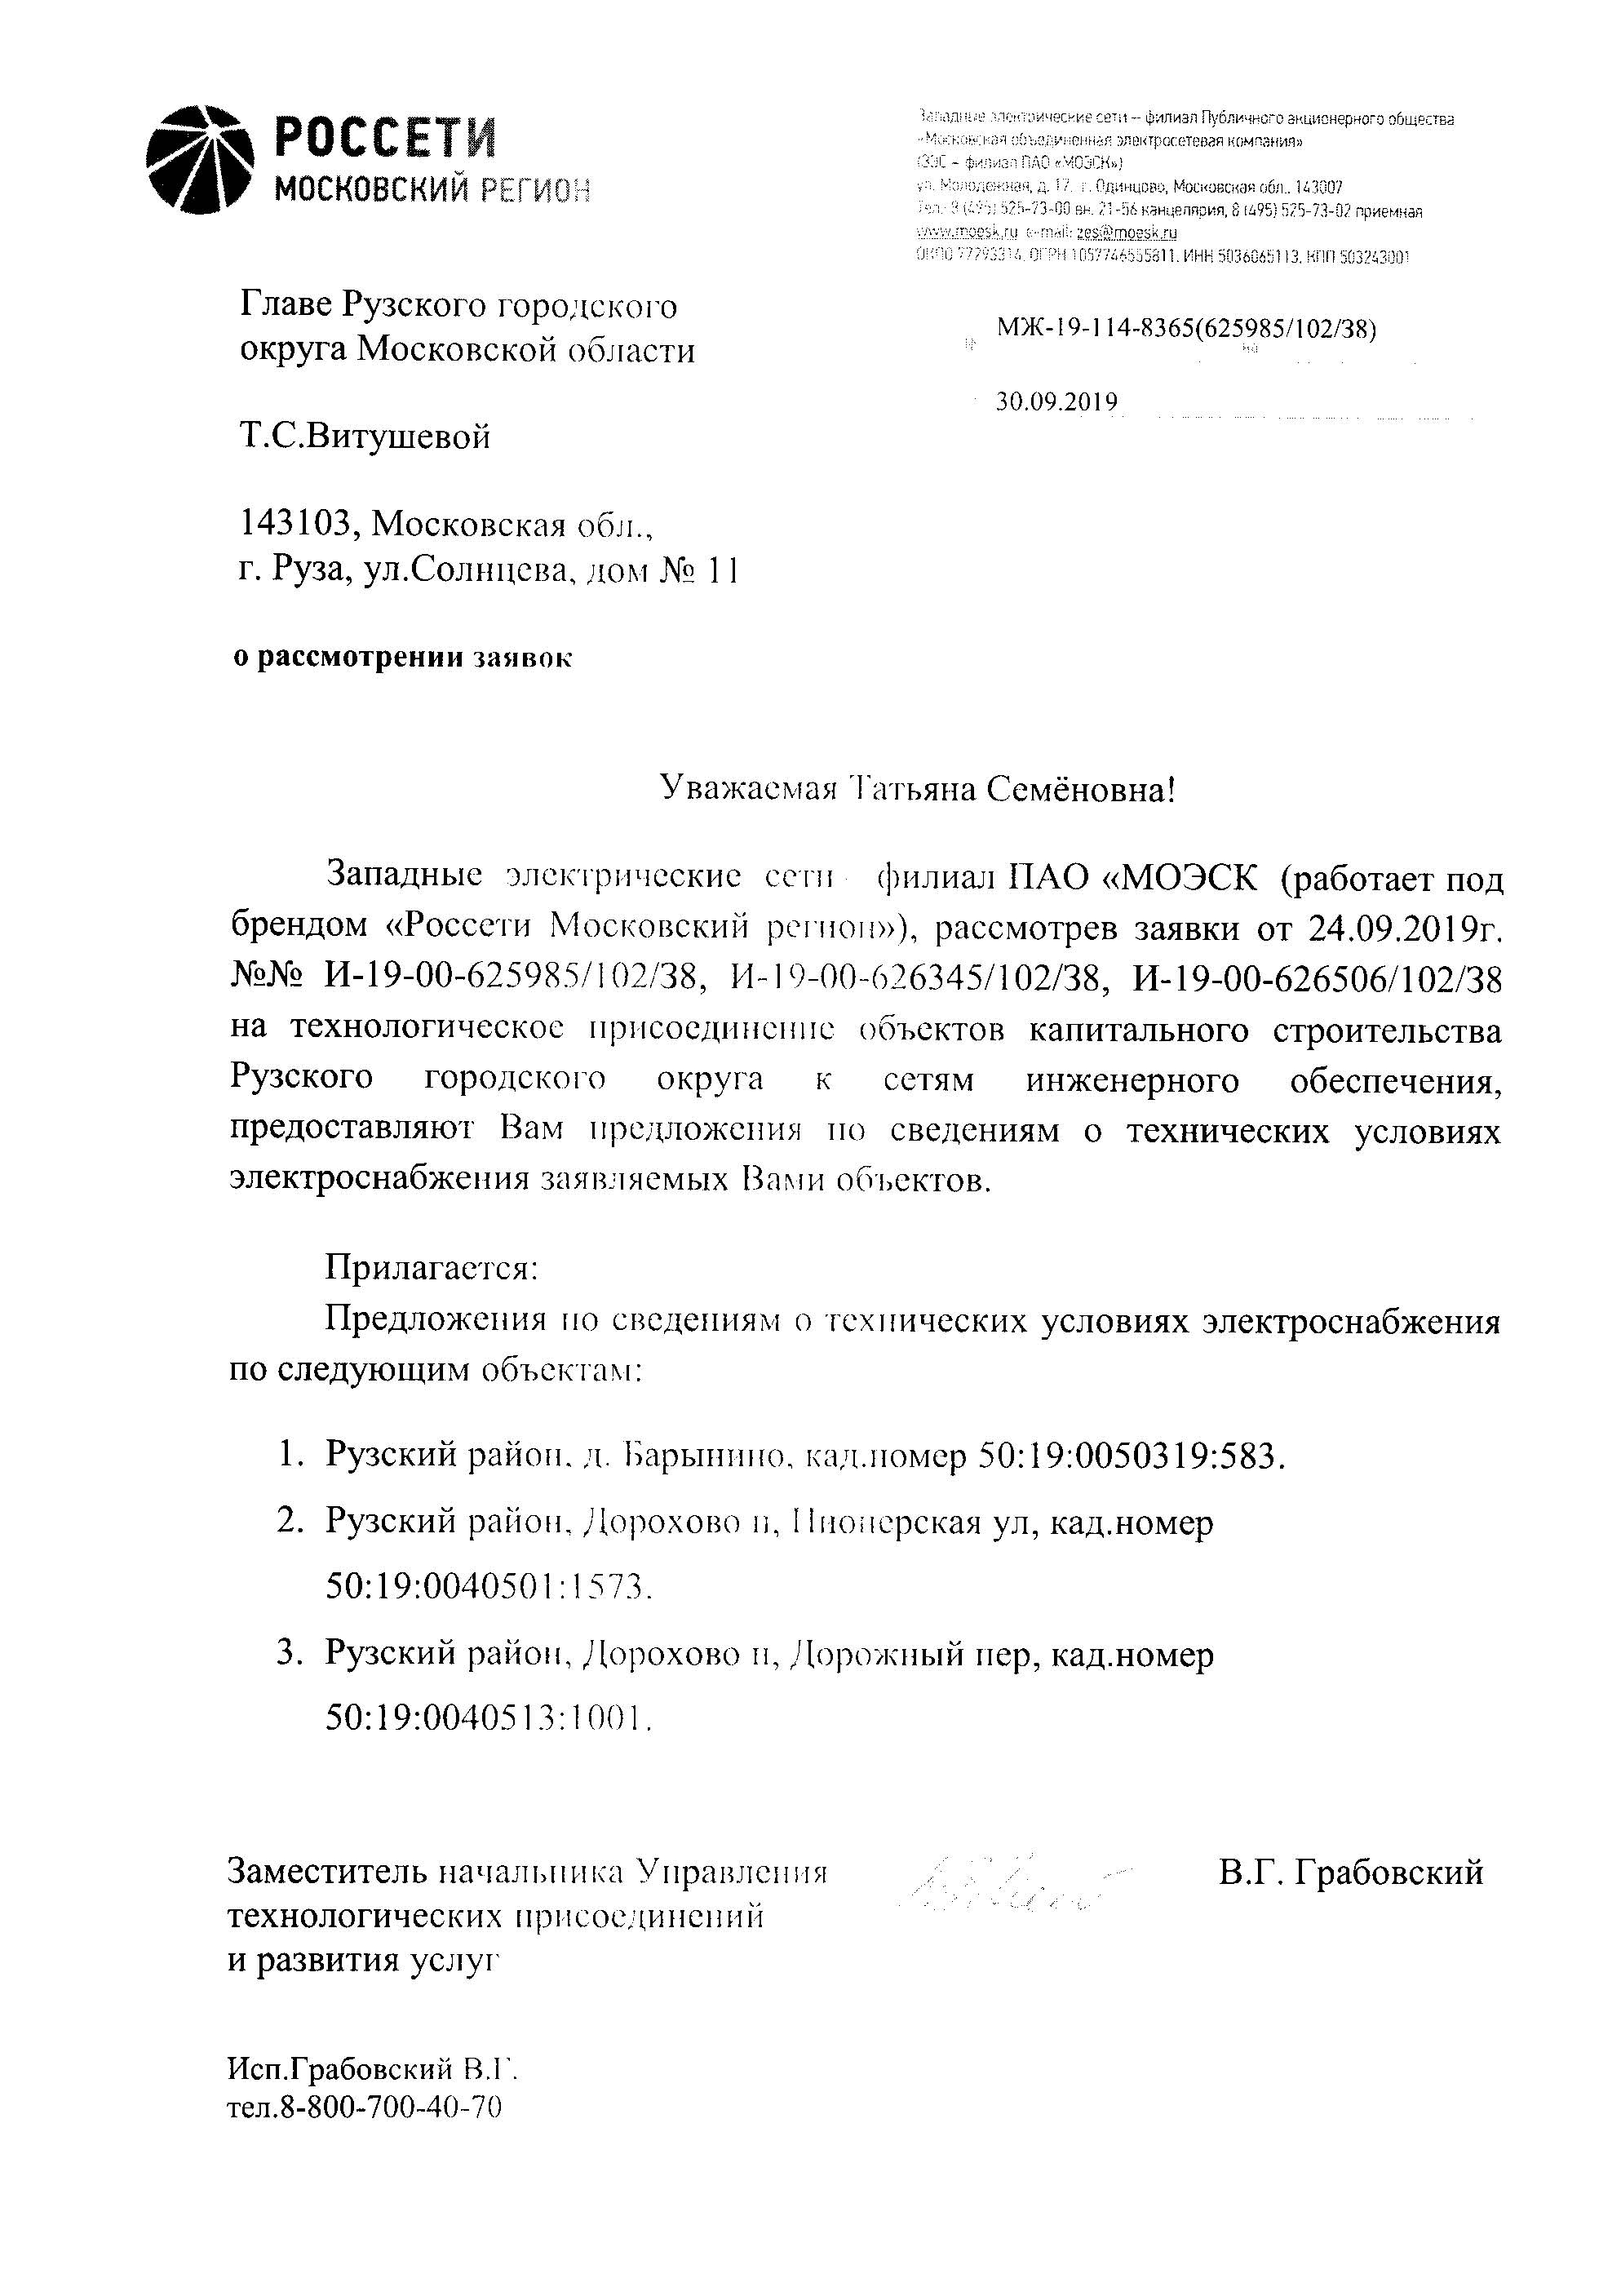 РОССЕТИ
МОСКОВСКИЙ РЕГИОН
Западные электрические сети – филиал Публичного акционерного общества
«Московская объединенная электросетевая компания»
(ЗЭС – филиал ПАО «МОЭСК»)
ул. Молодежная, д. 17, г. Одинцово, Московская обл., 143007
Тел.: 8 (495) 525-73-00 вн. 21-56 канцелярия, 8 (495) 525-73-02 приемная
www.moesk.ru e-mail: zes@moesk.ru
ОКПО 77293314, ОГРН 1057746555811, ИНН 5036065113, КПП 503243001
Главе Рузского городского
округа Московской области
МЖ-19-114-8365(625985/102/38)
на
30.09.2019
Т.С.Витушевой
143103, Московская обл.,
г. Руза, ул.Солнцева, дом № 11
о рассмотрении заявок
Уважаемая Татьяна Семёновна!
Западные электрические сети - филиал ПАО «МОЭСК (работает под
брендом «Россети Московский регион»), рассмотрев заявки от 24.09.2019г.
№№ И-19-00-625985/102/38, И-19-00-626345/102/38, И-19-00-626506/102/38
на технологическое присоединение объектов капитального строительства
Рузского городского округа к сетям инженерного обеспечения,
предоставляют Вам предложения по сведениям о технических условиях
электроснабжения заявляемых Вами объектов.
Прилагается:
Предложения по сведениям о технических условиях электроснабжения
по следующим объектам:
1. Рузский район, д. Барынино, кад.номер 50:19:0050319:583.
2. Рузский район, Дорохово п, Пионерская ул, кад.номер
50:19:0040501:1573.
3. Рузский район, Дорохово п, Дорожный пер, кад.номер
50:19:0040513:1001.
Заместитель начальника Управления
технологических присоединений
и развития услуг
В.Г. Грабовский
Исп.Грабовский В.Г.
тел.8-800-700-40-70